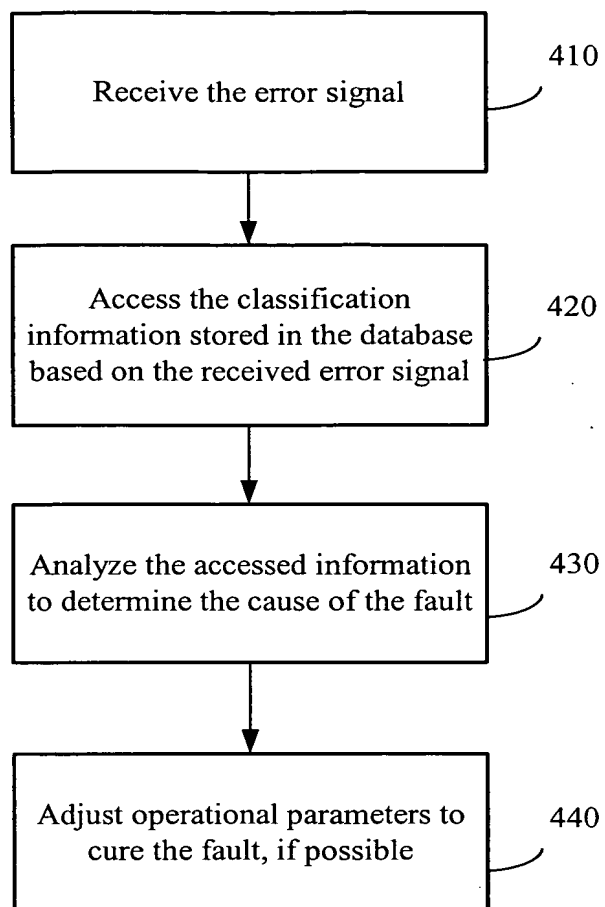 Receive the error signal
410
Access the classification
information stored in the database
based on the received error signal
420
Analyze the accessed information
to determine the cause of the fault
430
Adjust operational parameters to
cure the fault, if possible
440